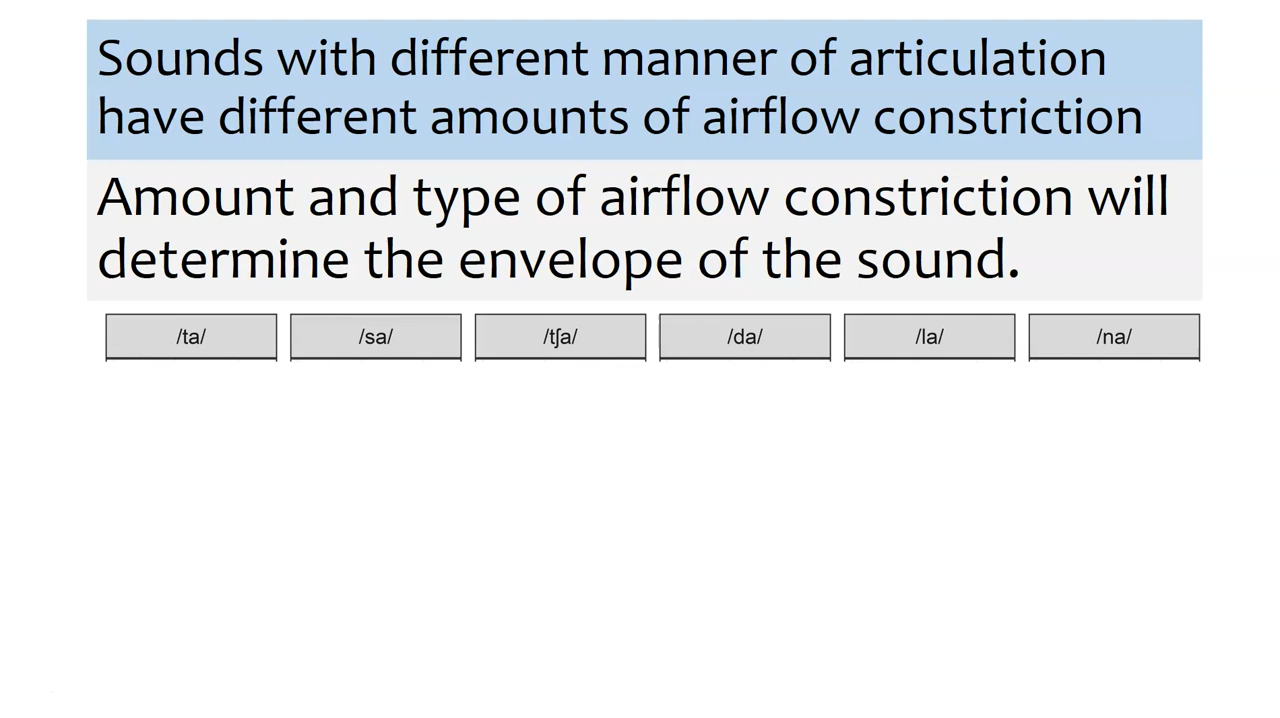 Sounds with different manner of articulation
have different amounts of airflow constriction
Amount and type of airflow constriction will
determine the envelope of the sound.
/ta/ /sa/ /tʃa/ /da/ /la/ /na/